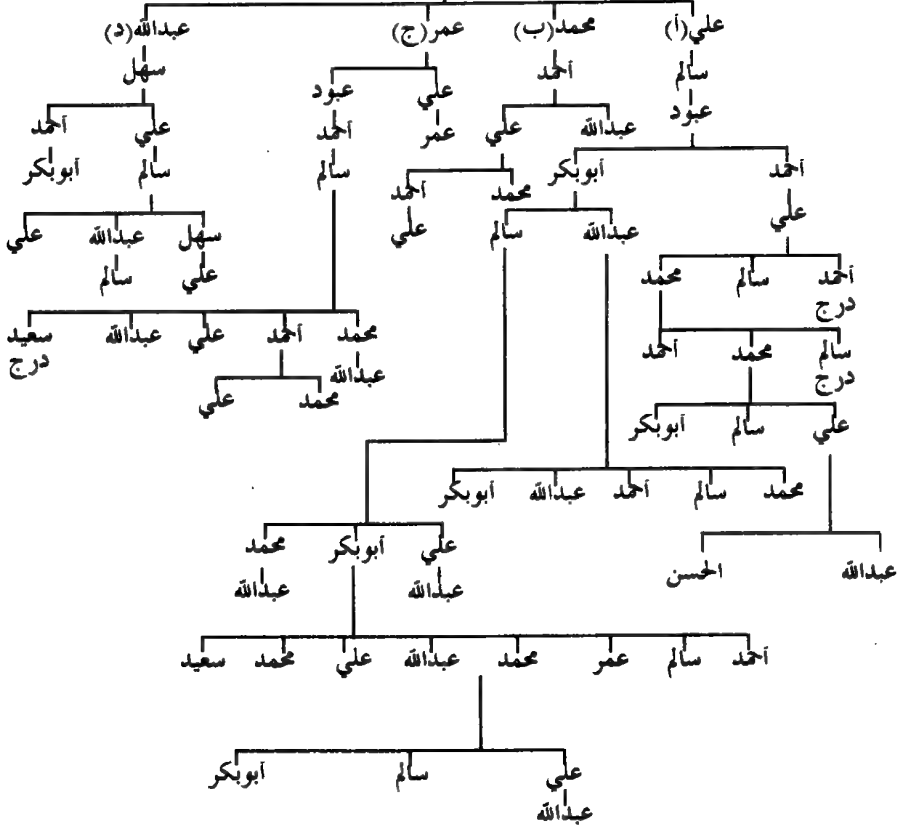 علي(أ) محمد(ب) عمر(ج) عبدالله(د)
سالم أحمد سهل
عبود عبدالله علي علي عبود علي أحمد
عمر أحمد
أحمد أبوبكر سالم سالم أبوبكر
علي محمد أحمد
عبدالله سالم علي سهل عبدالله علي
أحمد سالم محمد علي سالم
درج
سالم محمد أحمد محمد أحمد علي عبدالله سعيد
درج عبدالله درج
علي سالم أبوبكر محمد علي
محمد سالم أحمد عبدالله أبوبكر
علي أبوبكر محمد
عبدالله الحسن
عبدالله عبدالله
أحمد سالم عمر محمد عبدالله علي محمد سعيد
علي سالم أبوبكر
عبدالله